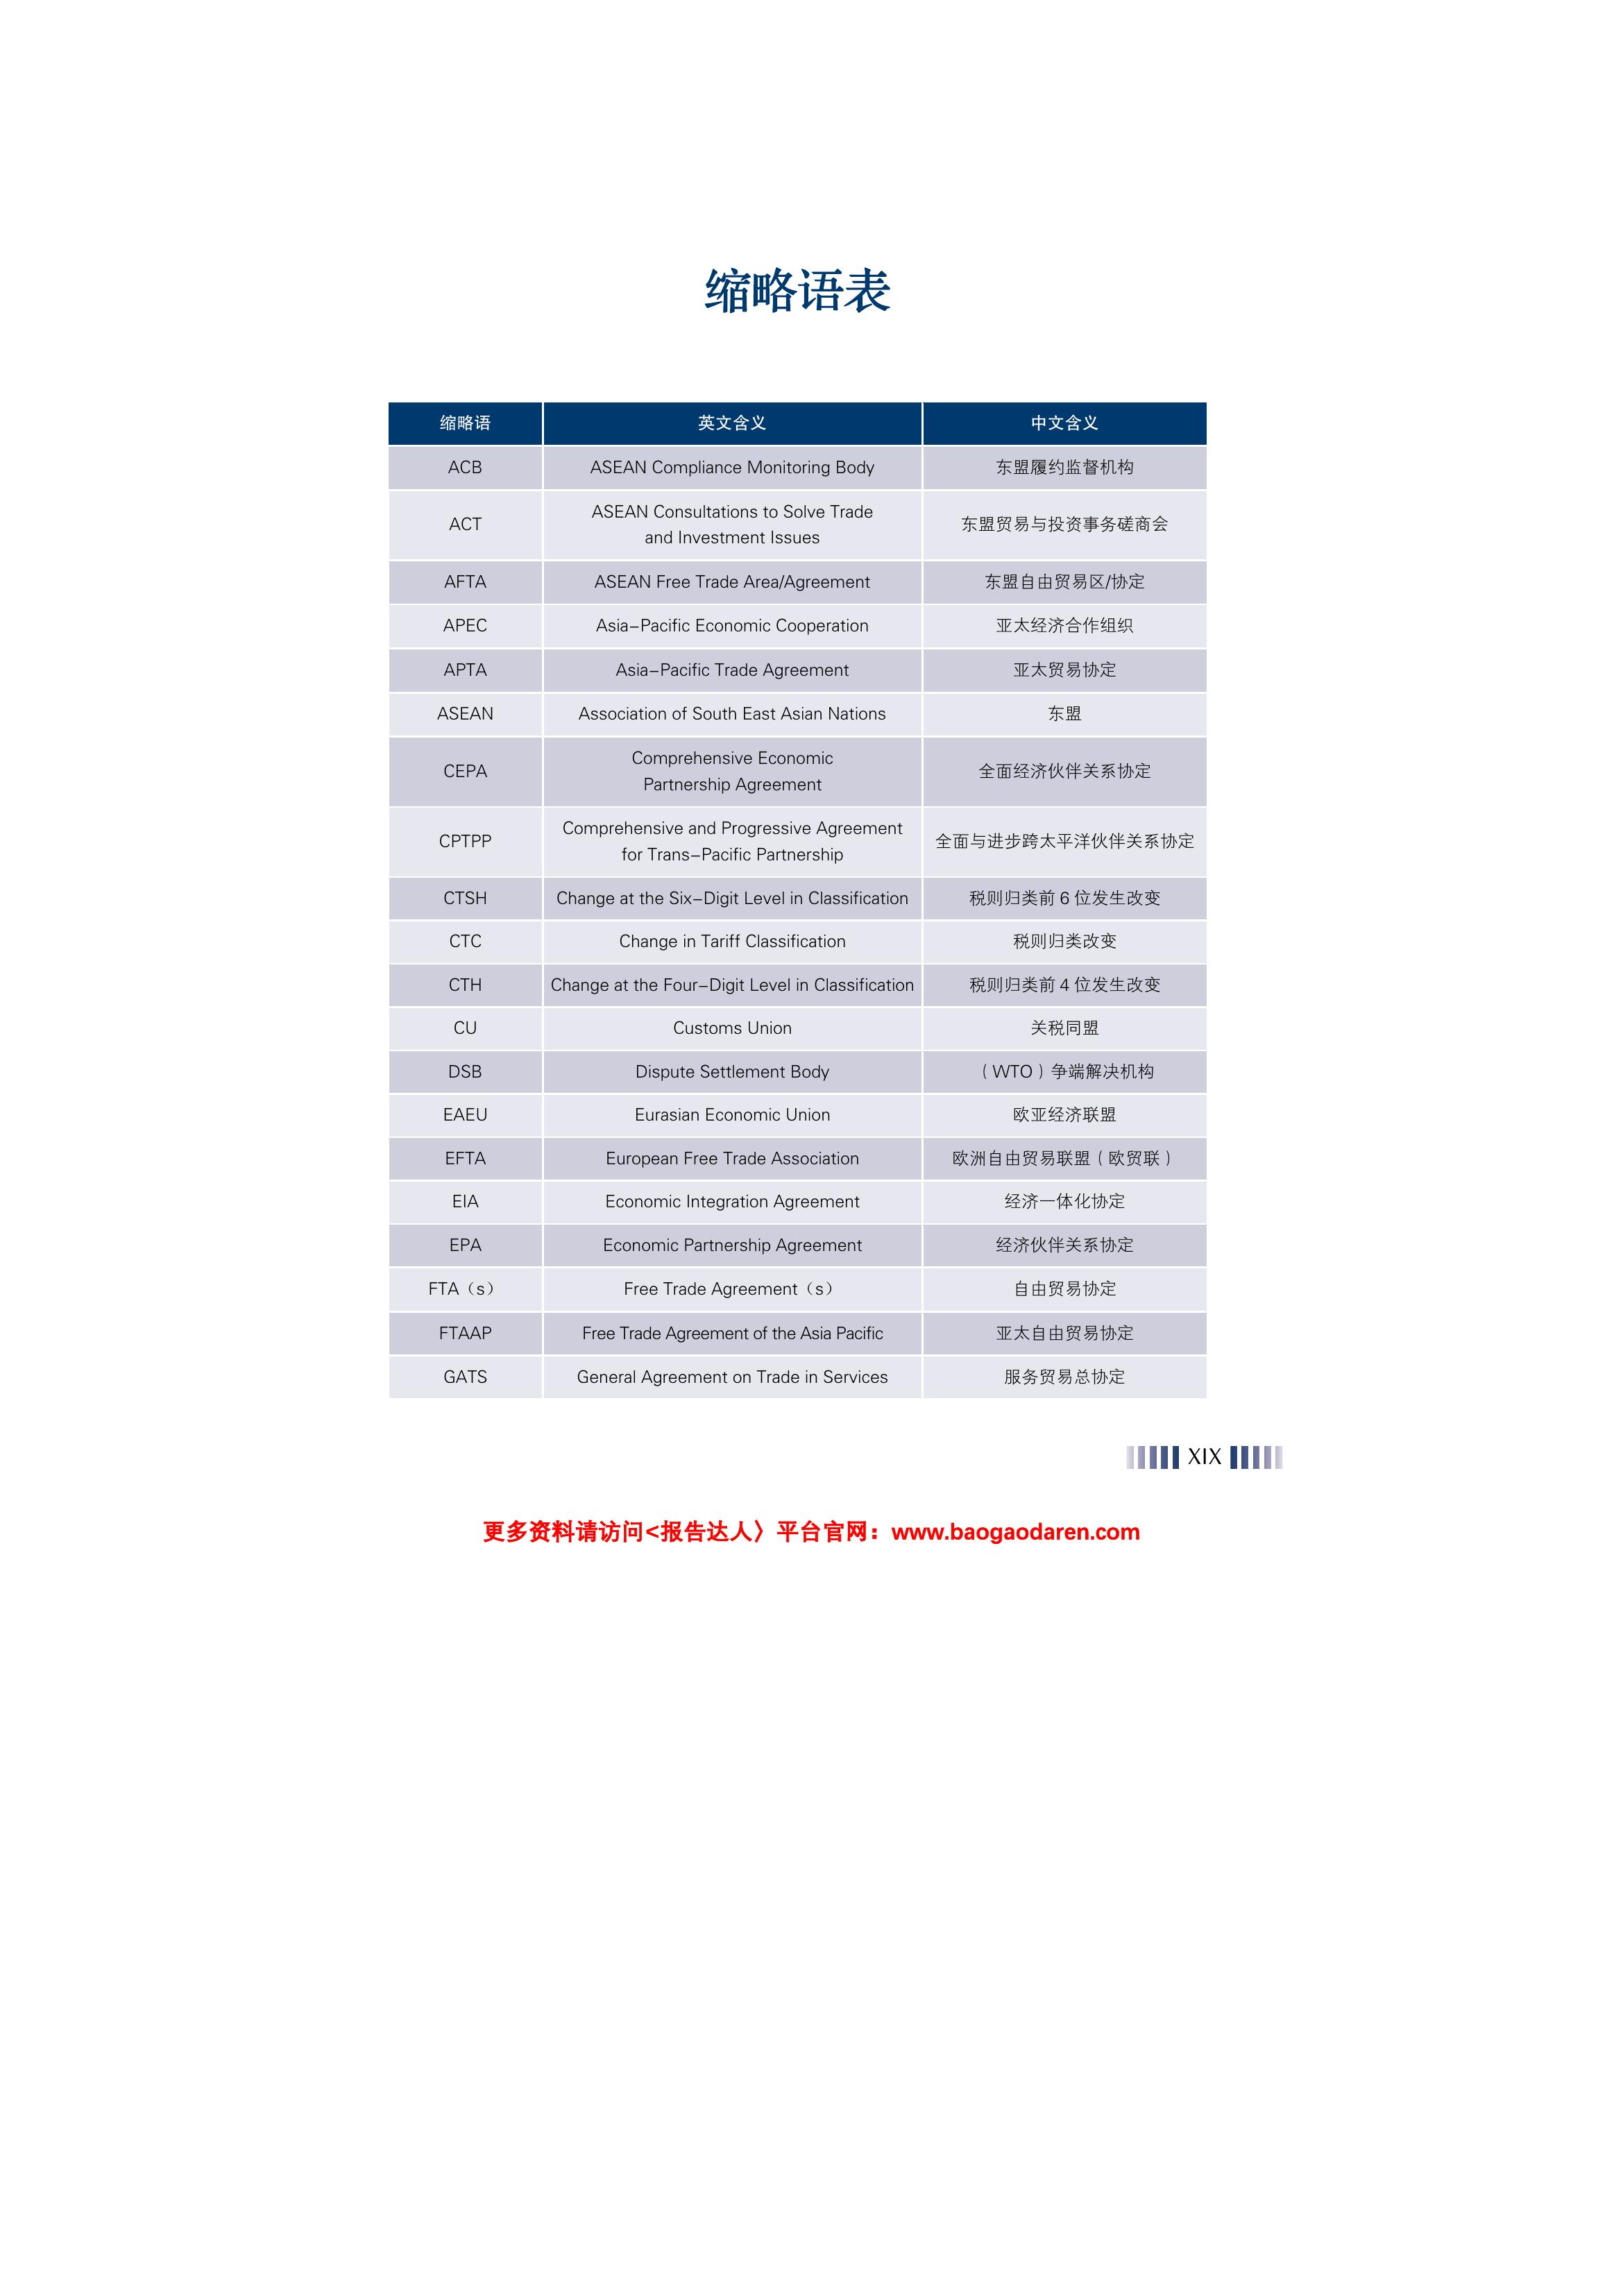 缩略语表
缩略语 英文含义 中文含义
ACB ASEAN Compliance Monitoring Body 东盟履约监督机构
ACT ASEAN Consultations to Solve Trade
and Investment Issues 东盟贸易与投资事务磋商会
AFTA ASEAN Free Trade Area/Agreement 东盟自由贸易区/协定
APEC Asia-Pacific Economic Cooperation 亚太经济合作组织
APTA Asia-Pacific Trade Agreement 亚太贸易协定
ASEAN Association of South East Asian Nations 东盟
CEPA Comprehensive Economic
Partnership Agreement 全面经济伙伴关系协定
CPTPP Comprehensive and Progressive Agreement
for Trans-Pacific Partnership 全面与进步跨太平洋伙伴关系协定
CTSH Change at the Six-Digit Level in Classification 税则归类前 6 位发生改变
CTC Change in Tariff Classification 税则归类改变
CTH Change at the Four-Digit Level in Classification 税则归类前 4 位发生改变
CU Customs Union 关税同盟
DSB Dispute Settlement Body （WTO）争端解决机构
EAEU Eurasian Economic Union 欧亚经济联盟
EFTA European Free Trade Association 欧洲自由贸易联盟（欧贸联）
EIA Economic Integration Agreement 经济一体化协定
EPA Economic Partnership Agreement 经济伙伴关系协定
FTA（s） Free Trade Agreement（s） 自由贸易协定
FTAAP Free Trade Agreement of the Asia Pacific 亚太自由贸易协定
GATS General Agreement on Trade in Services 服务贸易总协定
XIX
更多资料请访问<报告达人〉平台官网：www.baogaodaren.com